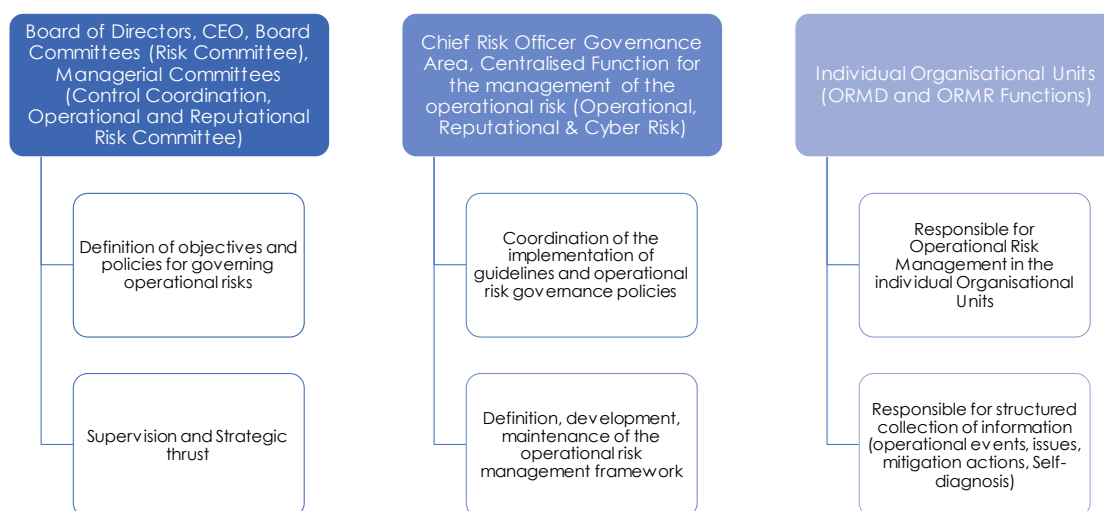 Board of Directors, CEO, Board
Committees (Risk Committee),
Managerial Committees
(Control Coordination,
Operational and Reputational
Risk Committee)
Definition of objectives and
policies for governing
operational risks
Supervision and Strategic
thrust
Chief Risk Officer Governance
Area, Centralised Function for
the management of the
operational risk (Operational,
Reputational & Cyber Risk)
Coordination of the
implementation of
guidelines and operational
risk governance policies
Definition, development,
maintenance of the
operational risk
management framework
Individual Organisational Units
(ORMD and ORMR Functions)
Responsible for
Operational Risk
Management in the
individual Organisational
Units
Responsible for structured
collection of information
(operational events, issues,
mitigation actions, Self-
diagnosis)